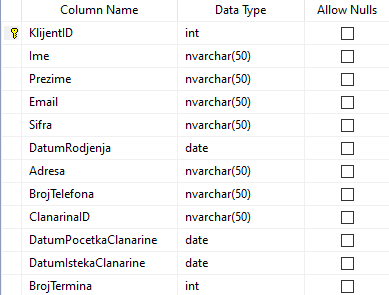 Column Name Data Type Allow Nulls
KlijentID int
Ime nvarchar(50)
Prezime nvarchar(50)
Email nvarchar(50)
Sifra nvarchar(50)
DatumRodjenja date
Adresa nvarchar(50)
BrojTelefona nvarchar(50)
ClanarinaID nvarchar(50)
DatumPocetkaClanarine date
DatumIstekaClanarine date
BrojTermina int